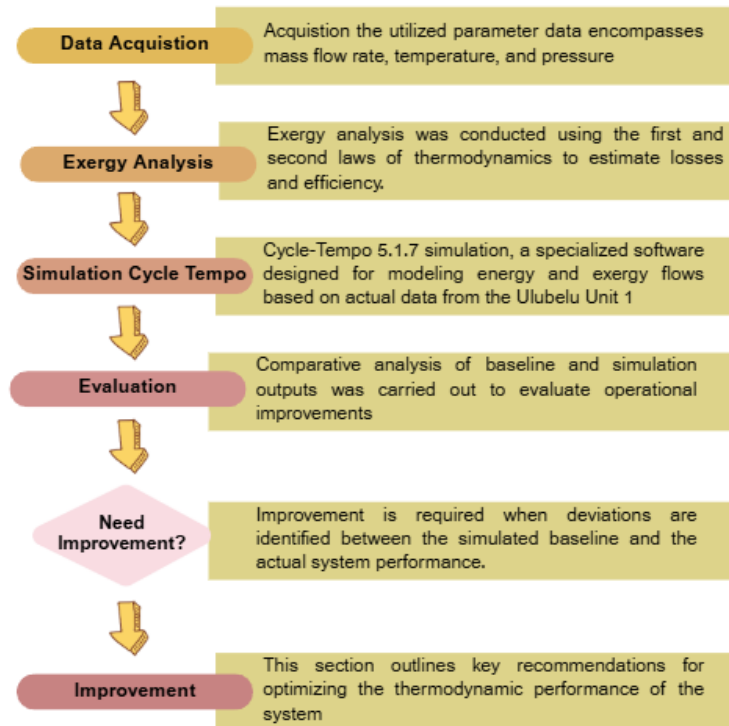 Data Acquistion
Acquistion the utilized parameter data encompasses
mass flow rate, temperature, and pressure
Exergy Analysis
Exergy analysis was conducted using the first and
second laws of thermodynamics to estimate losses
and efficiency.
Simulation Cycle Tempo
Cycle-Tempo 5.1.7 simulation, a specialized software
designed for modeling energy and exergy flows
based on actual data from the Ulubelu Unit 1
Evaluation
Comparative analysis of baseline and simulation
outputs was carried out to evaluate operational
improvements
Need
Improvement?
Improvement is required when deviations are
identified between the simulated baseline and the
actual system performance.
Improvement
This section outlines key recommendations for
optimizing the thermodynamic performance of the
system